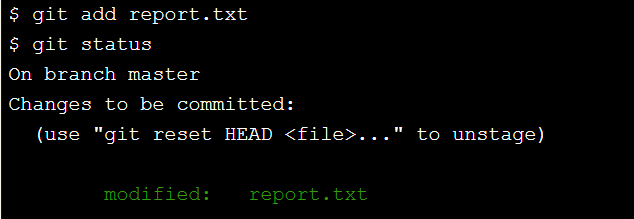 $ git add report.txt
$ git status
On branch master
Changes to be committed:
  (use "git reset HEAD <file>..." to unstage)
        modified:   report.txt